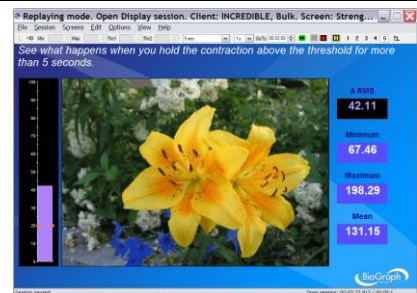 Replaying mode. Open Display session. Client: INCREDIBLE, Bulk. Screen: Streng...
File Session Screens Edit Options View Help
See what happens when you hold the contraction above the threshold for more
than 5 seconds.
A RMS
42.11
Minimum
67.46
Maximum
198.29
Mean
131.15
BioGraph